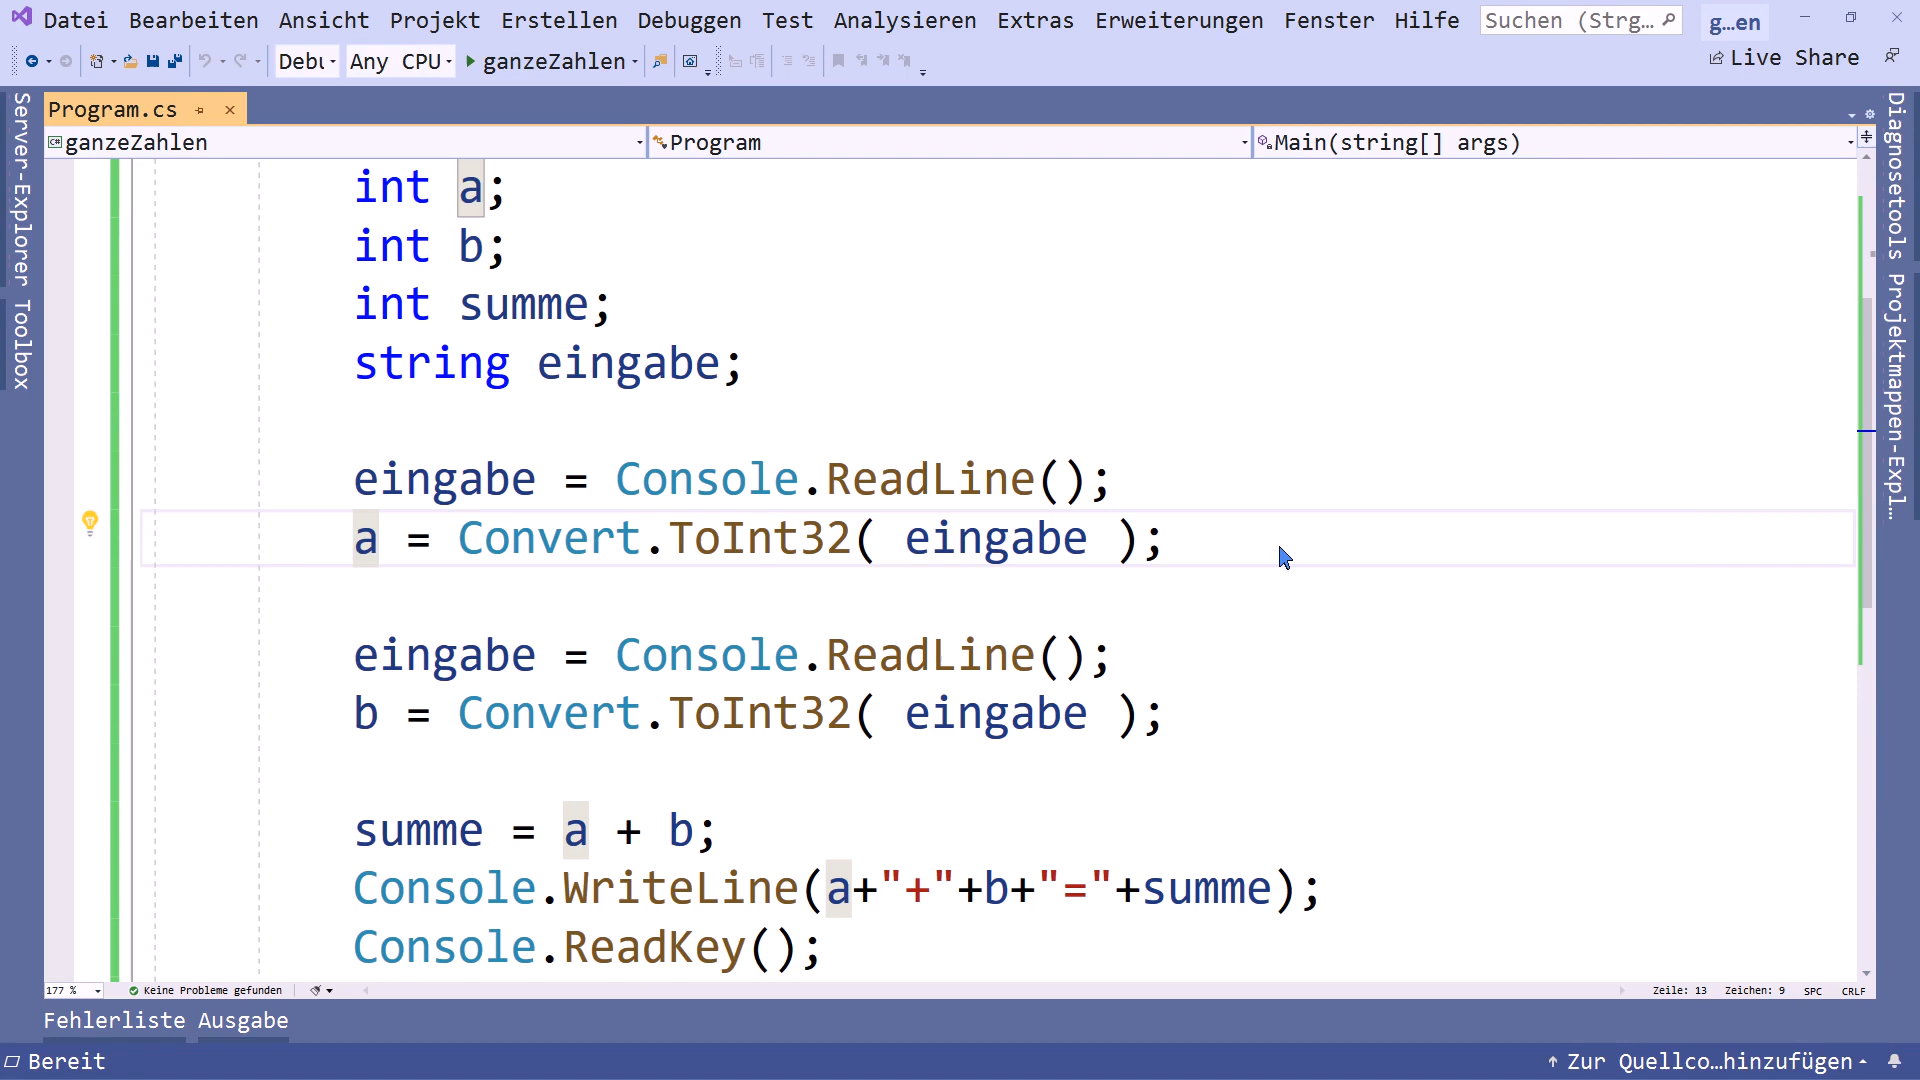 Datei Bearbeiten Ansicht Projekt Erstellen Debuggen Test Analysieren Extras Erweiterungen Fenster Hilfe Suchen (Strg... g...en
Debu Any CPU ganzeZahlen Live Share
Server-Explorer Toolbox
Program.cs
ganzeZahlen Program Main(string[] args)
int a;
int b;
int summe;
string eingabe;
eingabe = Console.ReadLine();
a = Convert.ToInt32( eingabe );
eingabe = Console.ReadLine();
b = Convert.ToInt32( eingabe );
summe = a + b;
Console.WriteLine(a+"+"+b+"="+summe);
Console.ReadKey();
Diagnosetools Projektmappen-Expl...
177 % Keine Probleme gefunden Zeile: 13 Zeichen: 9 SPC CRLF
Fehlerliste Ausgabe
Bereit Zur Quellco...hinzufügen